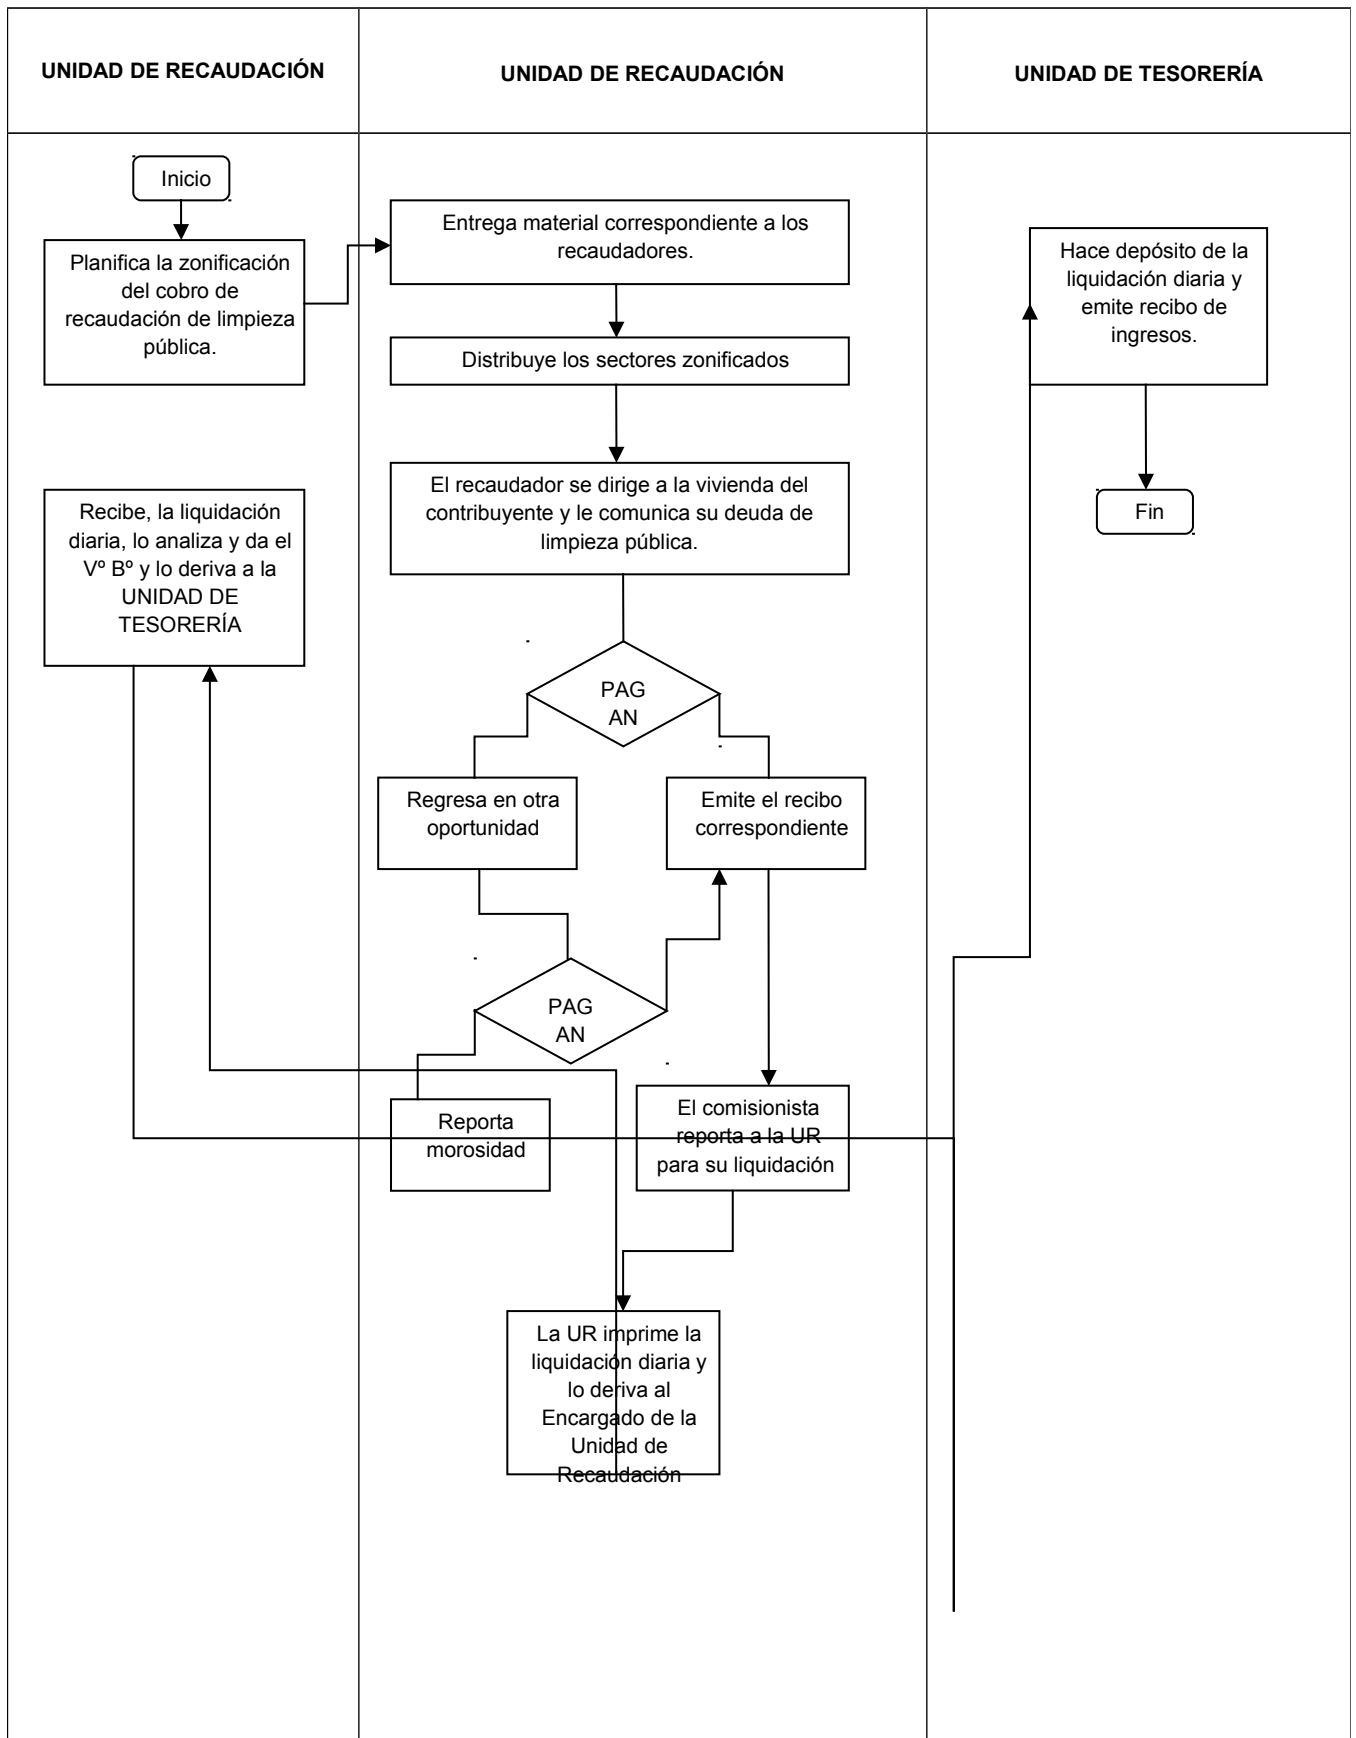 UNIDAD DE RECAUDACIÓN
UNIDAD DE RECAUDACIÓN
UNIDAD DE TESORERÍA
Inicio
Planifica la zonificación
del cobro de
recaudación de limpieza
pública.
Recibe, la liquidación
diaria, lo analiza y da el
Vº Bº y lo deriva a la
UNIDAD DE
TESORERÍA
Entrega material correspondiente a los
recaudadores.
Distribuye los sectores zonificados
El recaudador se dirige a la vivienda del
contribuyente y le comunica su deuda de
limpieza pública.
PAG
AN
Regresa en otra
oportunidad
Emite el recibo
correspondiente
PAG
AN
Reporta
morosidad
El comisionista
reporta a la UR
para su liquidación
La UR imprime la
liquidación diaria y
lo deriva al
Encargado de la
Unidad de
Recaudación
Hace depósito de la
liquidación diaria y
emite recibo de
ingresos.
Fin